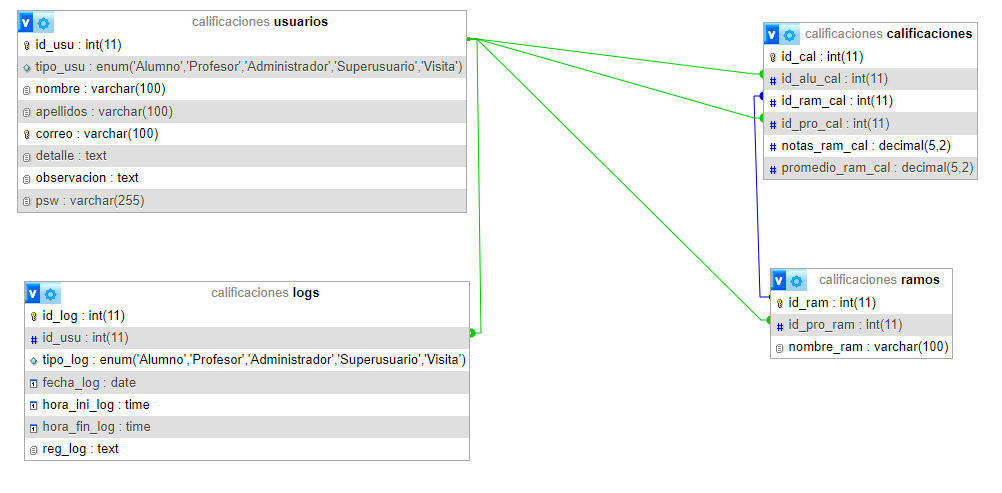 v calificaciones usuarios
id_usu : int(11)
tipo_usu : enum('Alumno','Profesor','Administrador','Superusuario','Visita')
nombre : varchar(100)
apellidos : varchar(100)
correo : varchar(100)
detalle : text
observacion : text
psw : varchar(255)
v calificaciones logs
id_log : int(11)
# id_usu : int(11)
tipo_log : enum('Alumno','Profesor','Administrador','Superusuario','Visita')
fecha_log : date
hora_ini_log : time
hora_fin_log : time
reg_log : text
v calificaciones calificaciones
id_cal : int(11)
# id_alu_cal : int(11)
# id_ram_cal : int(11)
# id_pro_cal : int(11)
# notas_ram_cal : decimal(5,2)
# promedio_ram_cal : decimal(5,2)
v calificaciones ramos
id_ram : int(11)
# id_pro_ram : int(11)
nombre_ram : varchar(100)